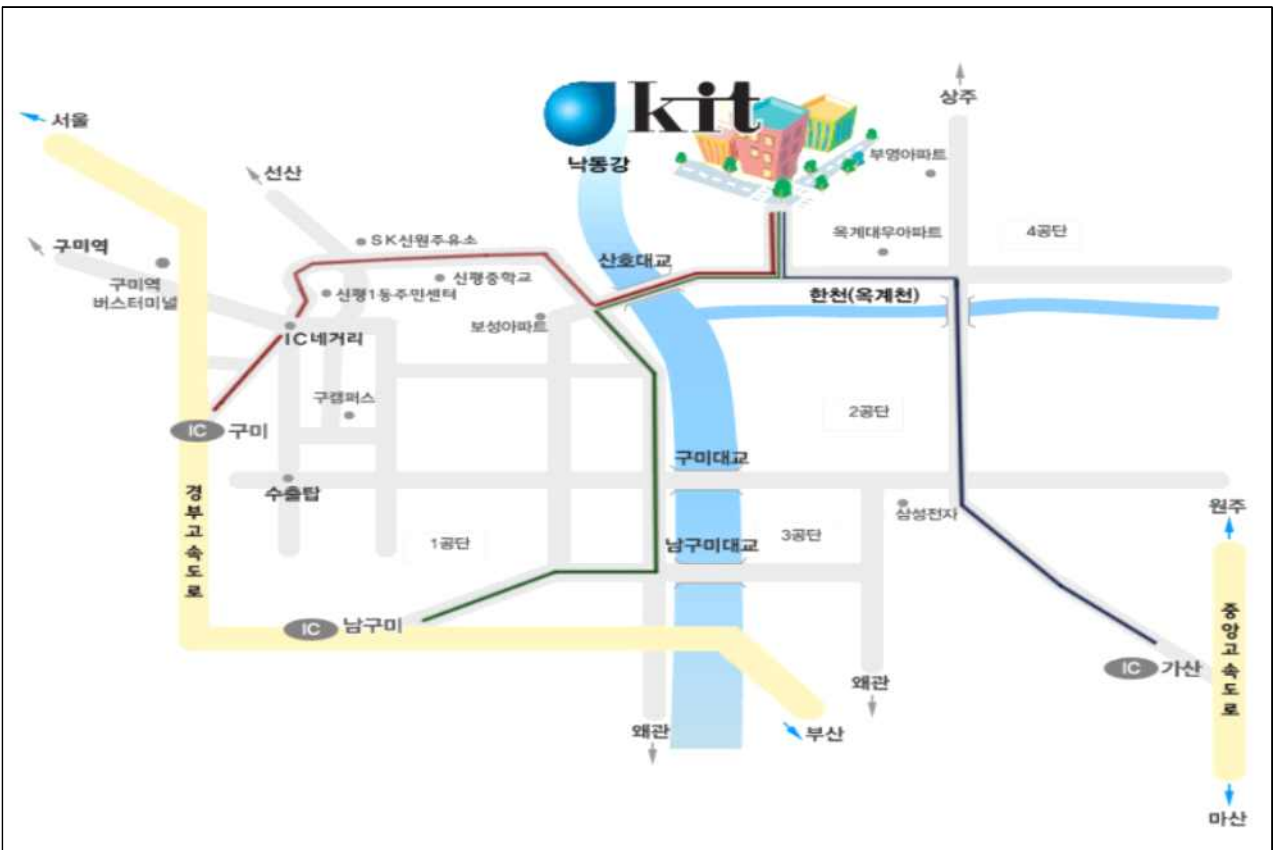 kit
낙동강
상주
서울
부영아파트
선산
SK신원주유소
옥계대우아파트
4공단
구미역
산호대교
신평중학교
구미역
버스터미널
신평1동주민센터
한천(옥계천)
보성아파트
IC네거리
구캠퍼스
2공단
IC 구미
구미대교
수출탑
경부고속도로
삼성전자
원주
1공단
3공단
남구미대교
IC 남구미
중앙고속도로
IC 가산
왜관
왜관
부산
마산